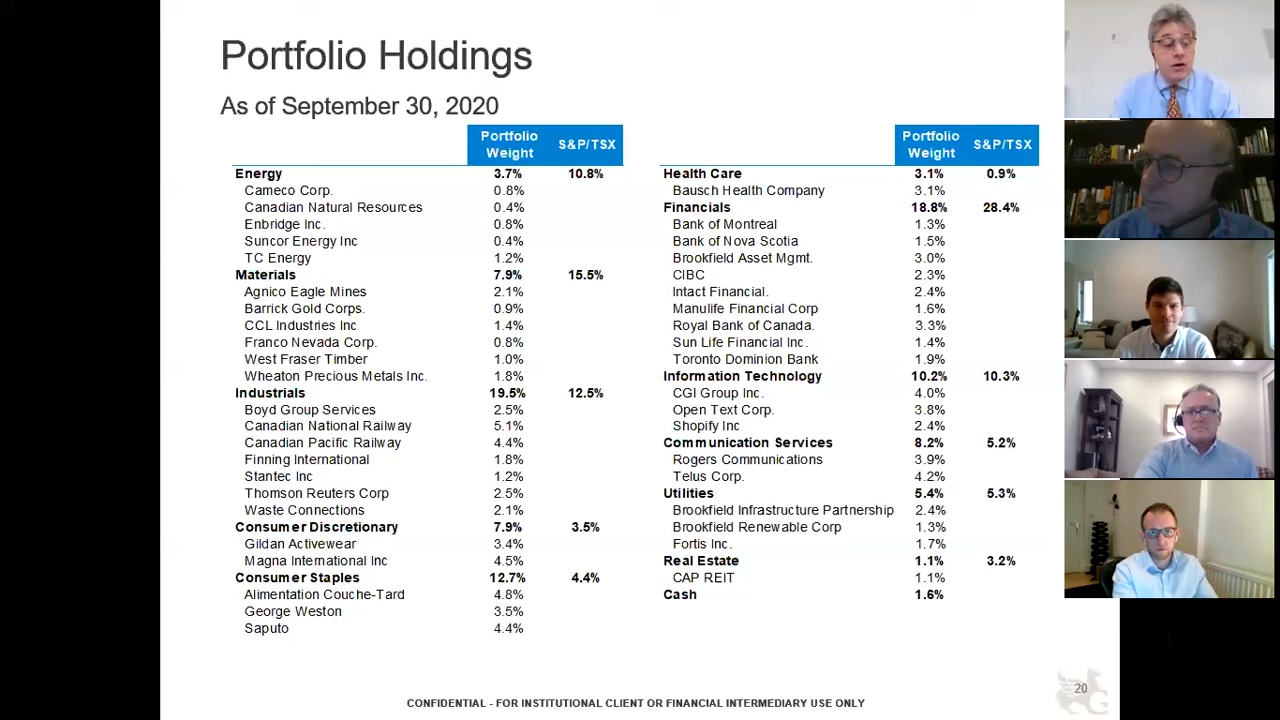 Portfolio Holdings
As of September 30, 2020
Portfolio Weight S&P/TSX
Energy 3.7% 10.8%
Cameco Corp. 0.8%
Canadian Natural Resources 0.4%
Enbridge Inc. 0.8%
Suncor Energy Inc 0.4%
TC Energy 1.2%
Materials 7.9% 15.5%
Agnico Eagle Mines 2.1%
Barrick Gold Corps. 0.9%
CCL Industries Inc 1.4%
Franco Nevada Corp. 0.8%
West Fraser Timber 1.0%
Wheaton Precious Metals Inc. 1.8%
Industrials 19.5% 12.5%
Boyd Group Services 2.5%
Canadian National Railway 5.1%
Canadian Pacific Railway 4.4%
Finning International 1.8%
Stantec Inc 1.2%
Thomson Reuters Corp 2.5%
Waste Connections 2.1%
Consumer Discretionary 7.9% 3.5%
Gildan Activewear 3.4%
Magna International Inc 4.5%
Consumer Staples 12.7% 4.4%
Alimentation Couche-Tard 4.8%
George Weston 3.5%
Saputo 4.4%
Portfolio Weight S&P/TSX
Health Care 3.1% 0.9%
Bausch Health Company 3.1%
Financials 18.8% 28.4%
Bank of Montreal 1.3%
Bank of Nova Scotia 1.5%
Brookfield Asset Mgmt. 3.0%
CIBC 2.3%
Intact Financial. 2.4%
Manulife Financial Corp 1.6%
Royal Bank of Canada. 3.3%
Sun Life Financial Inc. 1.4%
Toronto Dominion Bank 1.9%
Information Technology 10.2% 10.3%
CGI Group Inc. 4.0%
Open Text Corp. 3.8%
Shopify Inc 2.4%
Communication Services 8.2% 5.2%
Rogers Communications 3.9%
Telus Corp. 4.2%
Utilities 5.4% 5.3%
Brookfield Infrastructure Partnership 2.4%
Brookfield Renewable Corp 1.3%
Fortis Inc. 1.7%
Real Estate 1.1% 3.2%
CAP REIT 1.1%
Cash 1.6%
CONFIDENTIAL - FOR INSTITUTIONAL CLIENT OR FINANCIAL INTERMEDIARY USE ONLY
20